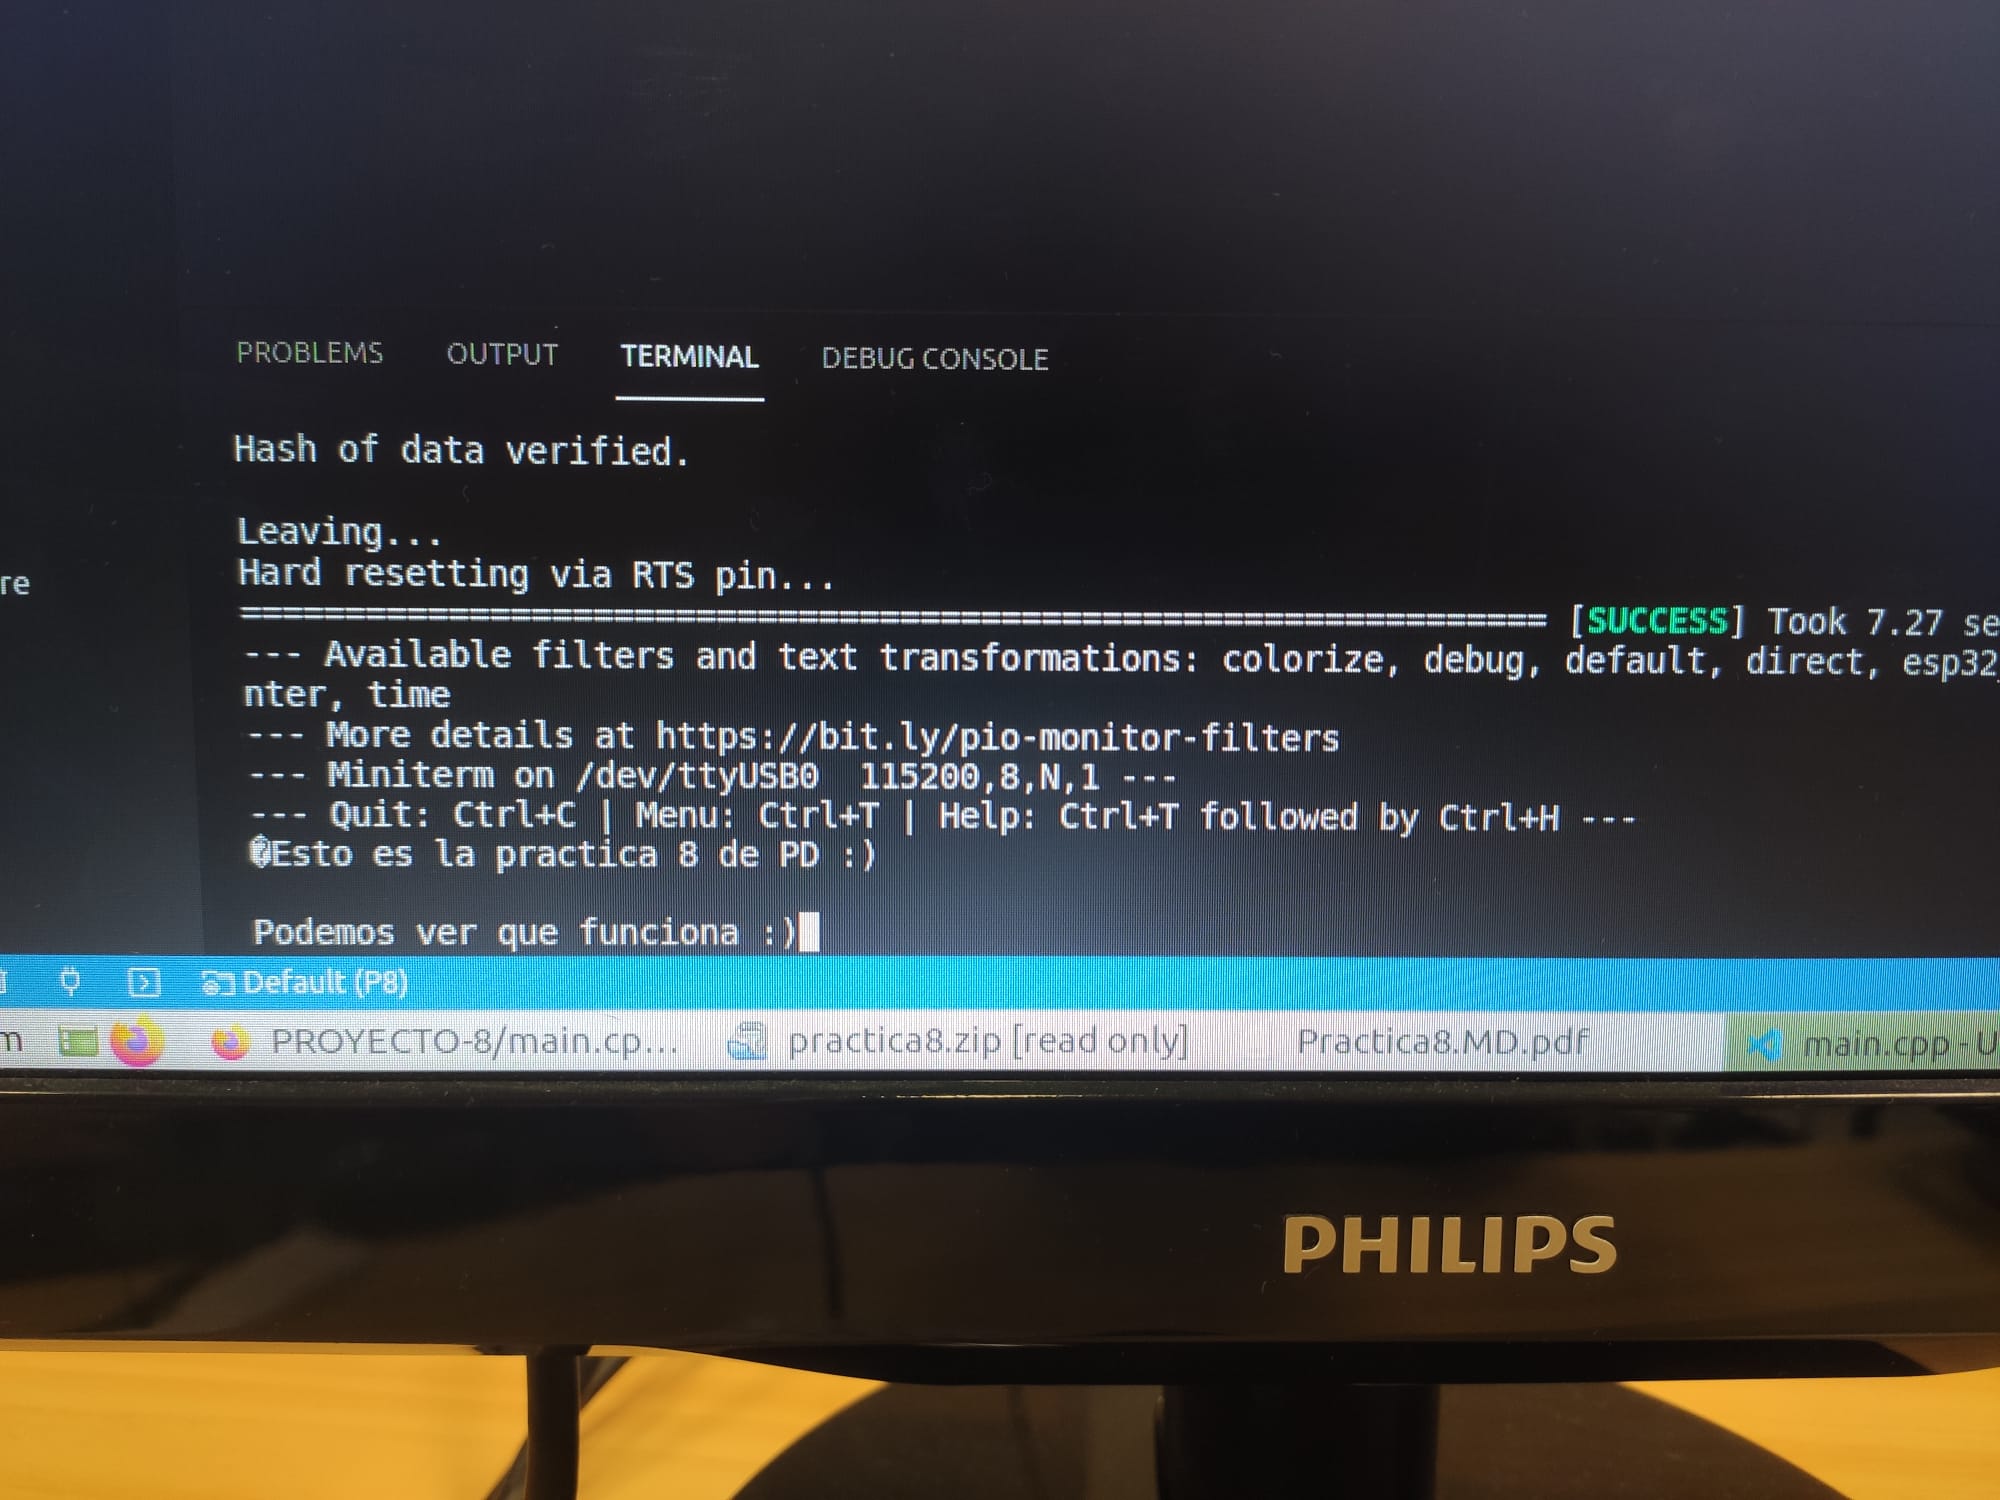 PROBLEMS OUTPUT TERMINAL DEBUG CONSOLE
Hash of data verified.
Leaving...
Hard resetting via RTS pin...
=============================================================== [SUCCESS] Took 7.27 se
--- Available filters and text transformations: colorize, debug, default, direct, esp32_
nter, time
--- More details at https://bit.ly/pio-monitor-filters
--- Miniterm on /dev/ttyUSB0  115200,8,N,1 ---
--- Quit: Ctrl+C | Menu: Ctrl+T | Help: Ctrl+T followed by Ctrl+H ---
�Esto es la practica 8 de PD :)
Podemos ver que funciona :)
re
Default (P8)
m PROYECTO-8/main.cp... practica8.zip [read only] Practica8.MD.pdf main.cpp - U
PHILIPS